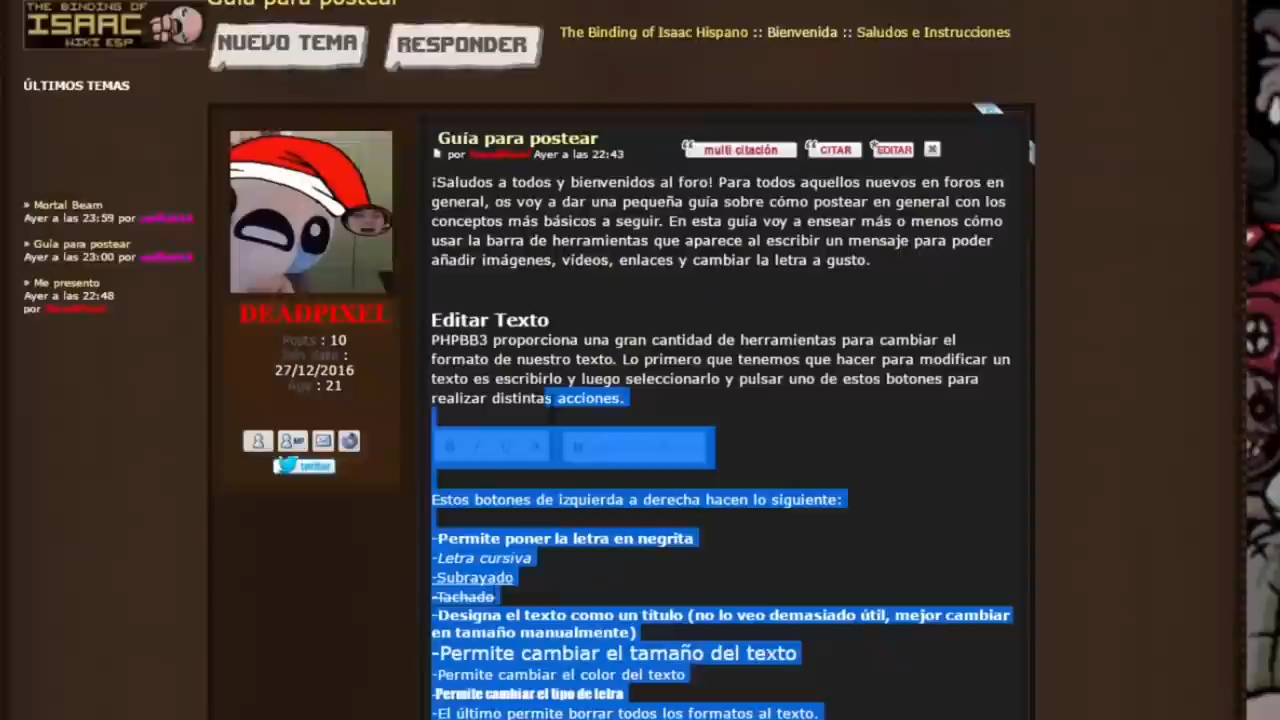 THE BINDING OF
ISAAC
WIKI ESP
Guía para postear
NUEVO TEMA
RESPONDER
The Binding of Isaac Hispano :: Bienvenida :: Saludos e Instrucciones
ÚLTIMOS TEMAS
» Mortal Beam
Ayer a las 23:59 por
» Guía para postear
Ayer a las 23:00 por
» Me presento
Ayer a las 22:48
por
DEADPIXEL
Posts : 10
Join date :
27/12/2016
Age : 21
twitter
Guía para postear
por DeadPixel Ayer a las 22:43
multi citación
CITAR
EDITAR
¡Saludos a todos y bienvenidos al foro! Para todos aquellos nuevos en foros en
general, os voy a dar una pequeña guía sobre cómo postear en general con los
conceptos más básicos a seguir. En esta guía voy a ensear más o menos cómo
usar la barra de herramientas que aparece al escribir un mensaje para poder
añadir imágenes, vídeos, enlaces y cambiar la letra a gusto.
Editar Texto
PHPBB3 proporciona una gran cantidad de herramientas para cambiar el
formato de nuestro texto. Lo primero que tenemos que hacer para modificar un
texto es escribirlo y luego seleccionarlo y pulsar uno de estos botones para
realizar distintas acciones.
Estos botones de izquierda a derecha hacen lo siguiente:
-Permite poner la letra en negrita
-Letra cursiva
-Subrayado
-Tachado
-Designa el texto como un título (no lo veo demasiado útil, mejor cambiar
en tamaño manualmente)
-Permite cambiar el tamaño del texto
-Permite cambiar el color del texto
-Permite cambiar el tipo de letra
-El último permite borrar todos los formatos al texto.